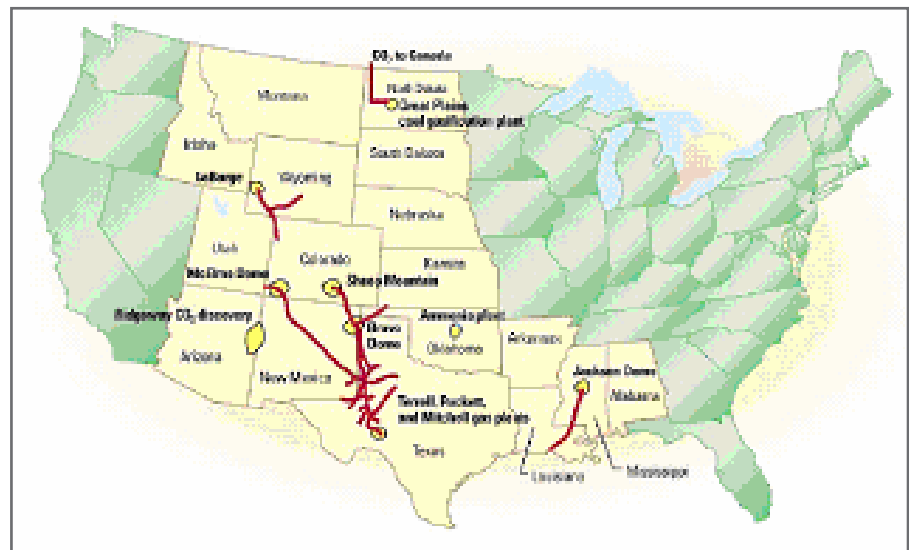 CO₂ to Canada
North Dakota
Montana
Great Plains
coal gasification plant
Idaho
South Dakota
LaBarge
Wyoming
Nebraska
Utah
Colorado
Kansas
McElmo Dome
Sheep Mountain
Ridgeway CO₂ discovery
Bravo
Dome
Ammonia plant
Oklahoma
Arkansas
Arizona
New Mexico
Jackson Dome
Alabama
Terrell, Puckett,
and Mitchell gas plants
Texas
Louisiana
Mississippi